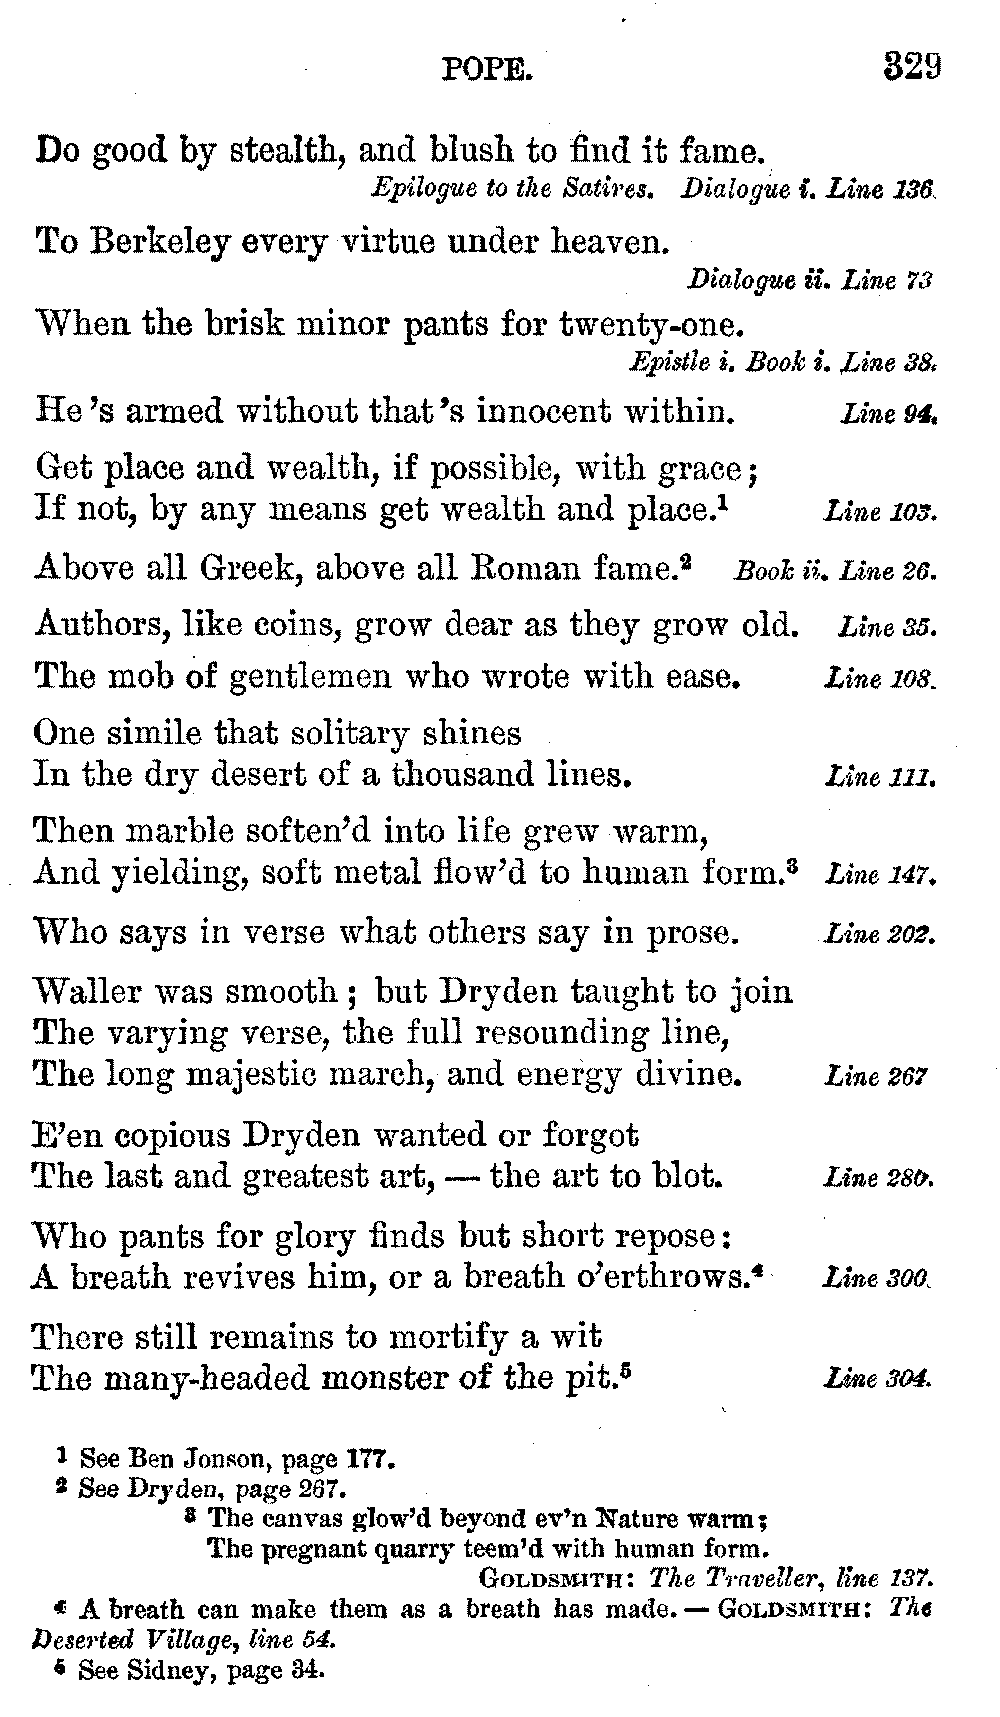 POPE. 329
Do good by stealth, and blush to find it fame.
Epilogue to the Satires. Dialogue i. Line 136.
To Berkeley every virtue under heaven.
Dialogue ii. Line 73
When the brisk minor pants for twenty-one.
Epistle i. Book i. Line 38.
He 's armed without that 's innocent within. Line 94.
Get place and wealth, if possible, with grace;
If not, by any means get wealth and place.¹ Line 103.
Above all Greek, above all Roman fame.² Book ii. Line 26.
Authors, like coins, grow dear as they grow old. Line 35.
The mob of gentlemen who wrote with ease. Line 108.
One simile that solitary shines
In the dry desert of a thousand lines. Line 111.
Then marble soften'd into life grew warm,
And yielding, soft metal flow'd to human form.³ Line 147.
Who says in verse what others say in prose. Line 202.
Waller was smooth; but Dryden taught to join
The varying verse, the full resounding line,
The long majestic march, and energy divine. Line 267
E'en copious Dryden wanted or forgot
The last and greatest art, — the art to blot. Line 280.
Who pants for glory finds but short repose:
A breath revives him, or a breath o'erthrows.⁴ Line 300.
There still remains to mortify a wit
The many-headed monster of the pit.⁵ Line 304.
¹ See Ben Jonson, page 177.
² See Dryden, page 267.
³ The canvas glow'd beyond ev'n Nature warm;
The pregnant quarry teem'd with human form.
GOLDSMITH: The Traveller, line 137.
⁴ A breath can make them as a breath has made. — GOLDSMITH: The
Deserted Village, line 54.
⁵ See Sidney, page 34.